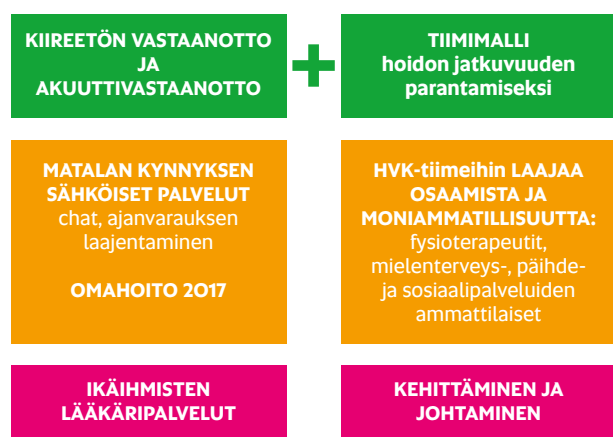 KIIREETÖN VASTAANOTTO
JA
AKUUTTIVASTAANOTTO
+
TIIMIMALLI
hoidon jatkuvuuden
parantamiseksi
MATALAN KYNNYKSEN
SÄHKÖISET PALVELUT
chat, ajanvarauksen
laajentaminen
OMAHOITO 2017
HVK-tiimeihin LAAJAA
OSAAMISTA JA
MONIAMMATILLISUUTTA:
fysioterapeutit,
mielenterveys-, päihde-
ja sosiaalipalveluiden
ammattilaiset
IKÄIHMISTEN
LÄÄKÄRIPALVELUT
KEHITTÄMINEN JA
JOHTAMINEN